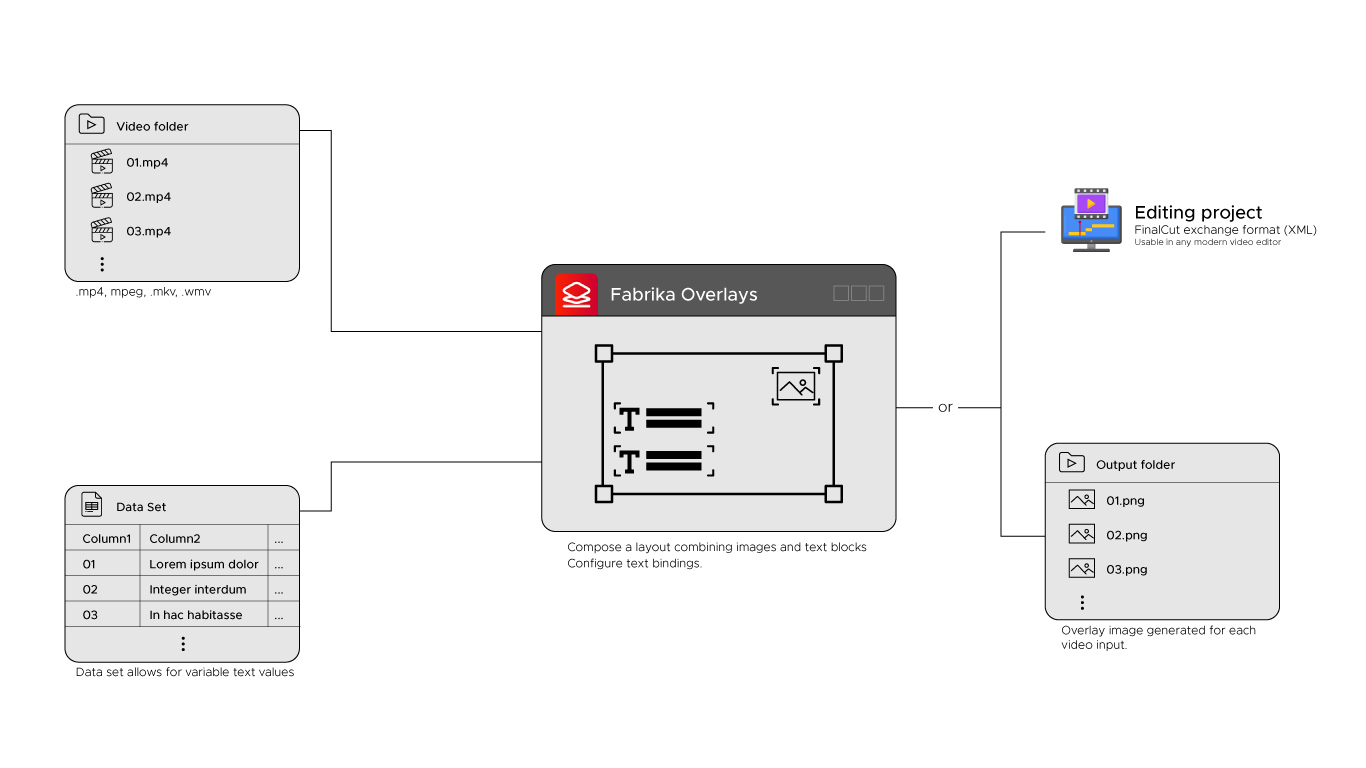 Video folder
01.mp4
02.mp4
03.mp4
.mp4, mpeg, .mkv, .wmv
Data Set
Column1 Column2 ...
01 Lorem ipsum dolor ...
02 Integer interdum ...
03 In hac habitasse ...
Data set allows for variable text values
Fabrika Overlays
T
T
Compose a layout combining images and text blocks
Configure text bindings.
or
Editing project
FinalCut exchange format (XML)
Usable in any modern video editor
Output folder
01.png
02.png
03.png
Overlay image generated for each
video input.